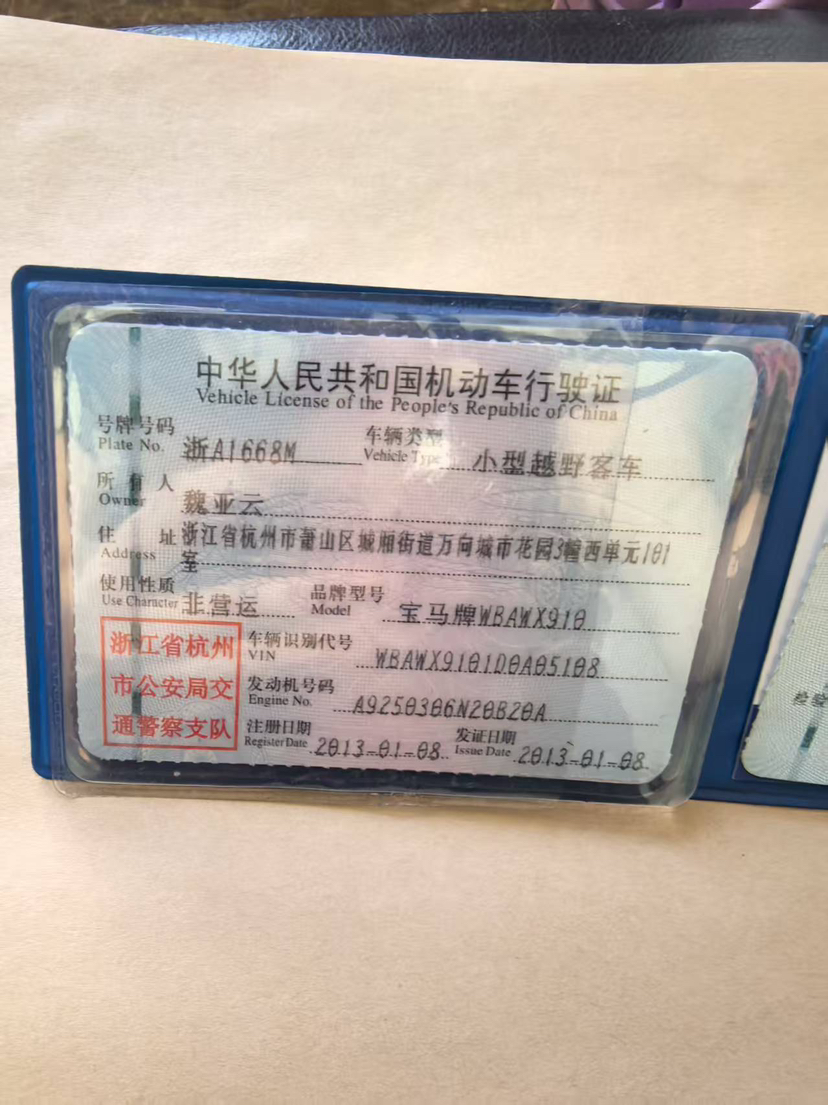 中华人民共和国机动车行驶证
Vehicle License of the People's Republic of China
号牌号码 浙A1668M 车辆类型 小型越野客车
Plate No. Vehicle Type
所有人 魏亚云
Owner
住址 浙江省杭州市萧山区城厢街道万向城市花园3幢西单元101
Address 室
使用性质 非营运 品牌型号 宝马牌WBAWX910
Use Character Model
浙江省杭州 车辆识别代号 WBAWX9101D0A05108
VIN
市公安局交 发动机号码 A9250306N20B20A
Engine No.
通警察支队 注册日期 2013-01-08 发证日期 2013-01-08
Register Date Issue Date
检验